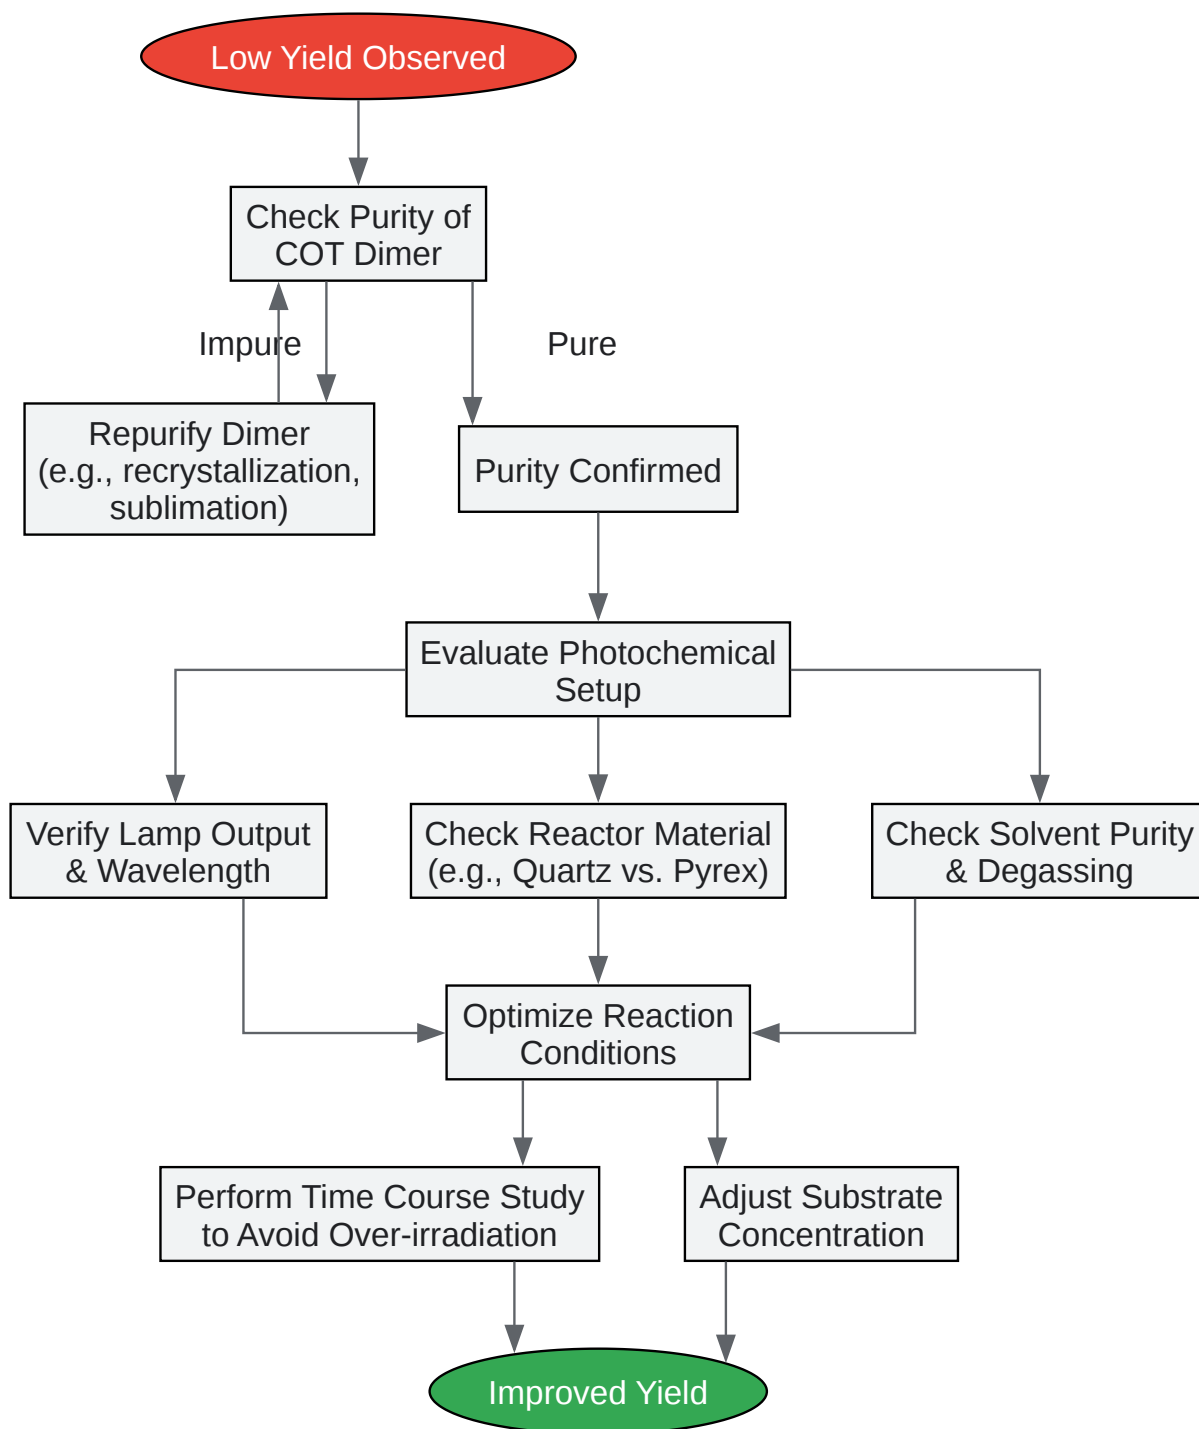 Low Yield Observed
Check Purity of
COT Dimer
Impure
Pure
Repurify Dimer
(e.g., recrystallization,
sublimation)
Purity Confirmed
Evaluate Photochemical
Setup
Verify Lamp Output
& Wavelength
Check Reactor Material
(e.g., Quartz vs. Pyrex)
Check Solvent Purity
& Degassing
Optimize Reaction
Conditions
Perform Time Course Study
to Avoid Over-irradiation
Adjust Substrate
Concentration
Improved Yield